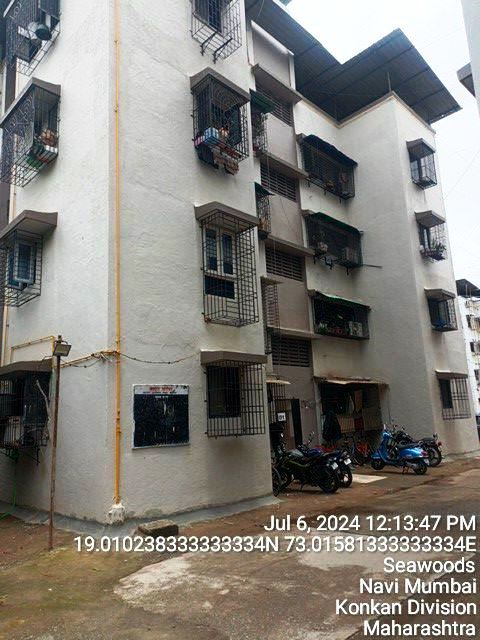 Jul 6, 2024 12:13:47 PM
19.010238333333334N 73.01581333333334E
Seawoods
Navi Mumbai
Konkan Division
Maharashtra